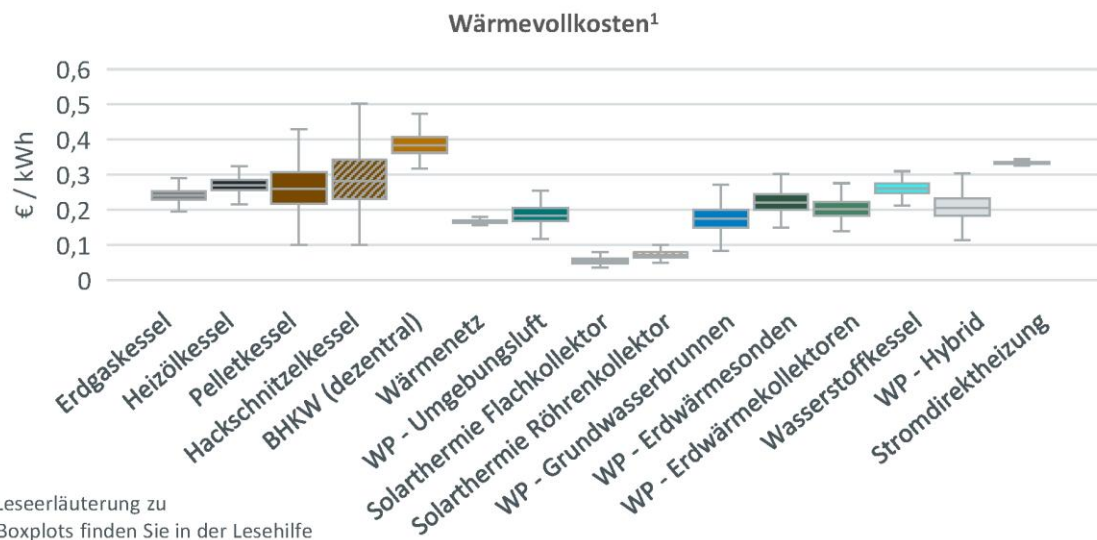 Wärmevollkosten¹
€ / kWh
0,6
0,5
0,4
0,3
0,2
0,1
0
Erdgaskessel
Heizölkessel
Pelletkessel
Hackschnitzelkessel
BHKW (dezentral)
Wärmenetz
WP - Umgebungsluft
Solarthermie Flachkollektor
Solarthermie Röhrenkollektor
WP - Grundwasserbrunnen
WP - Erdwärmesonden
WP - Erdwärmekollektoren
Wasserstoffkessel
WP - Hybrid
Stromdirektheizung
Leseerläuterung zu
Boxplots finden Sie in der Lesehilfe